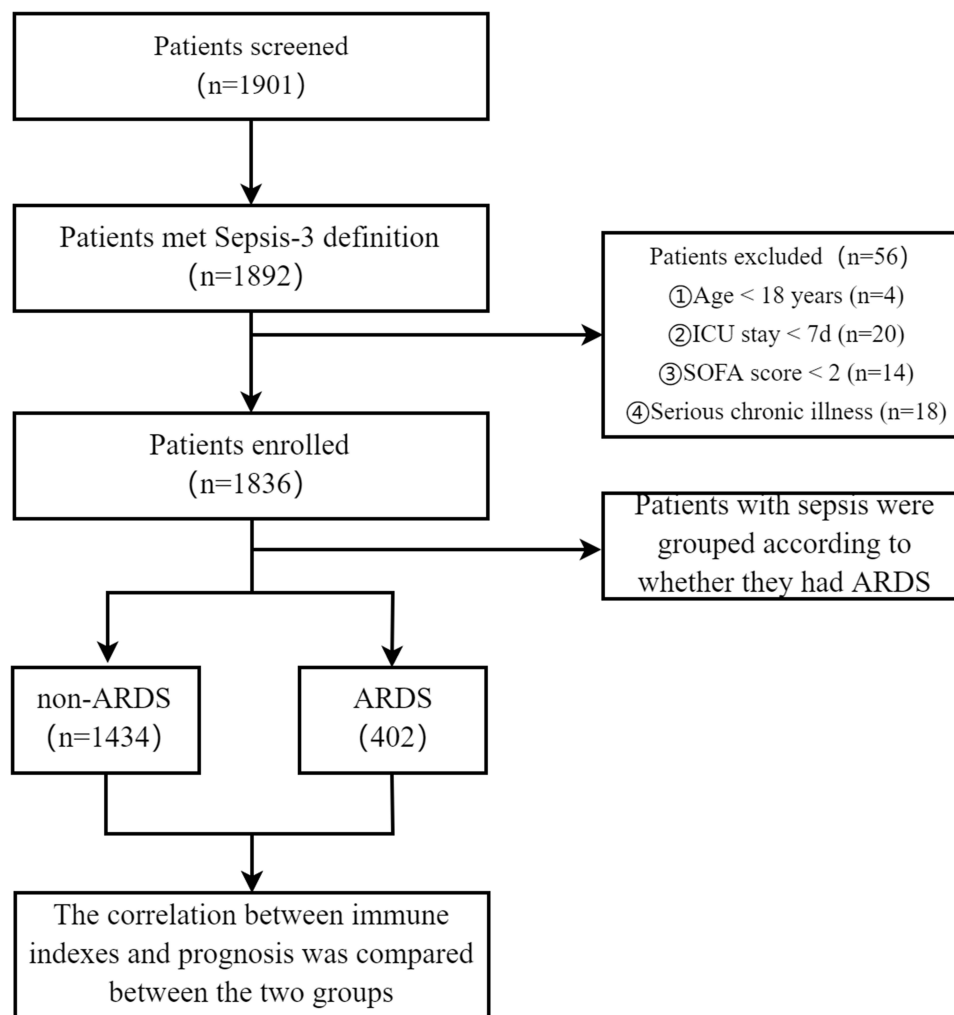 Patients screened
(n=1901)
Patients met Sepsis-3 definition
(n=1892)
Patients excluded (n=56)
①Age < 18 years (n=4)
②ICU stay < 7d (n=20)
③SOFA score < 2 (n=14)
④Serious chronic illness (n=18)
Patients enrolled
(n=1836)
Patients with sepsis were
grouped according to
whether they had ARDS
non-ARDS
(n=1434)
ARDS
(402)
The correlation between immune
indexes and prognosis was compared
between the two groups